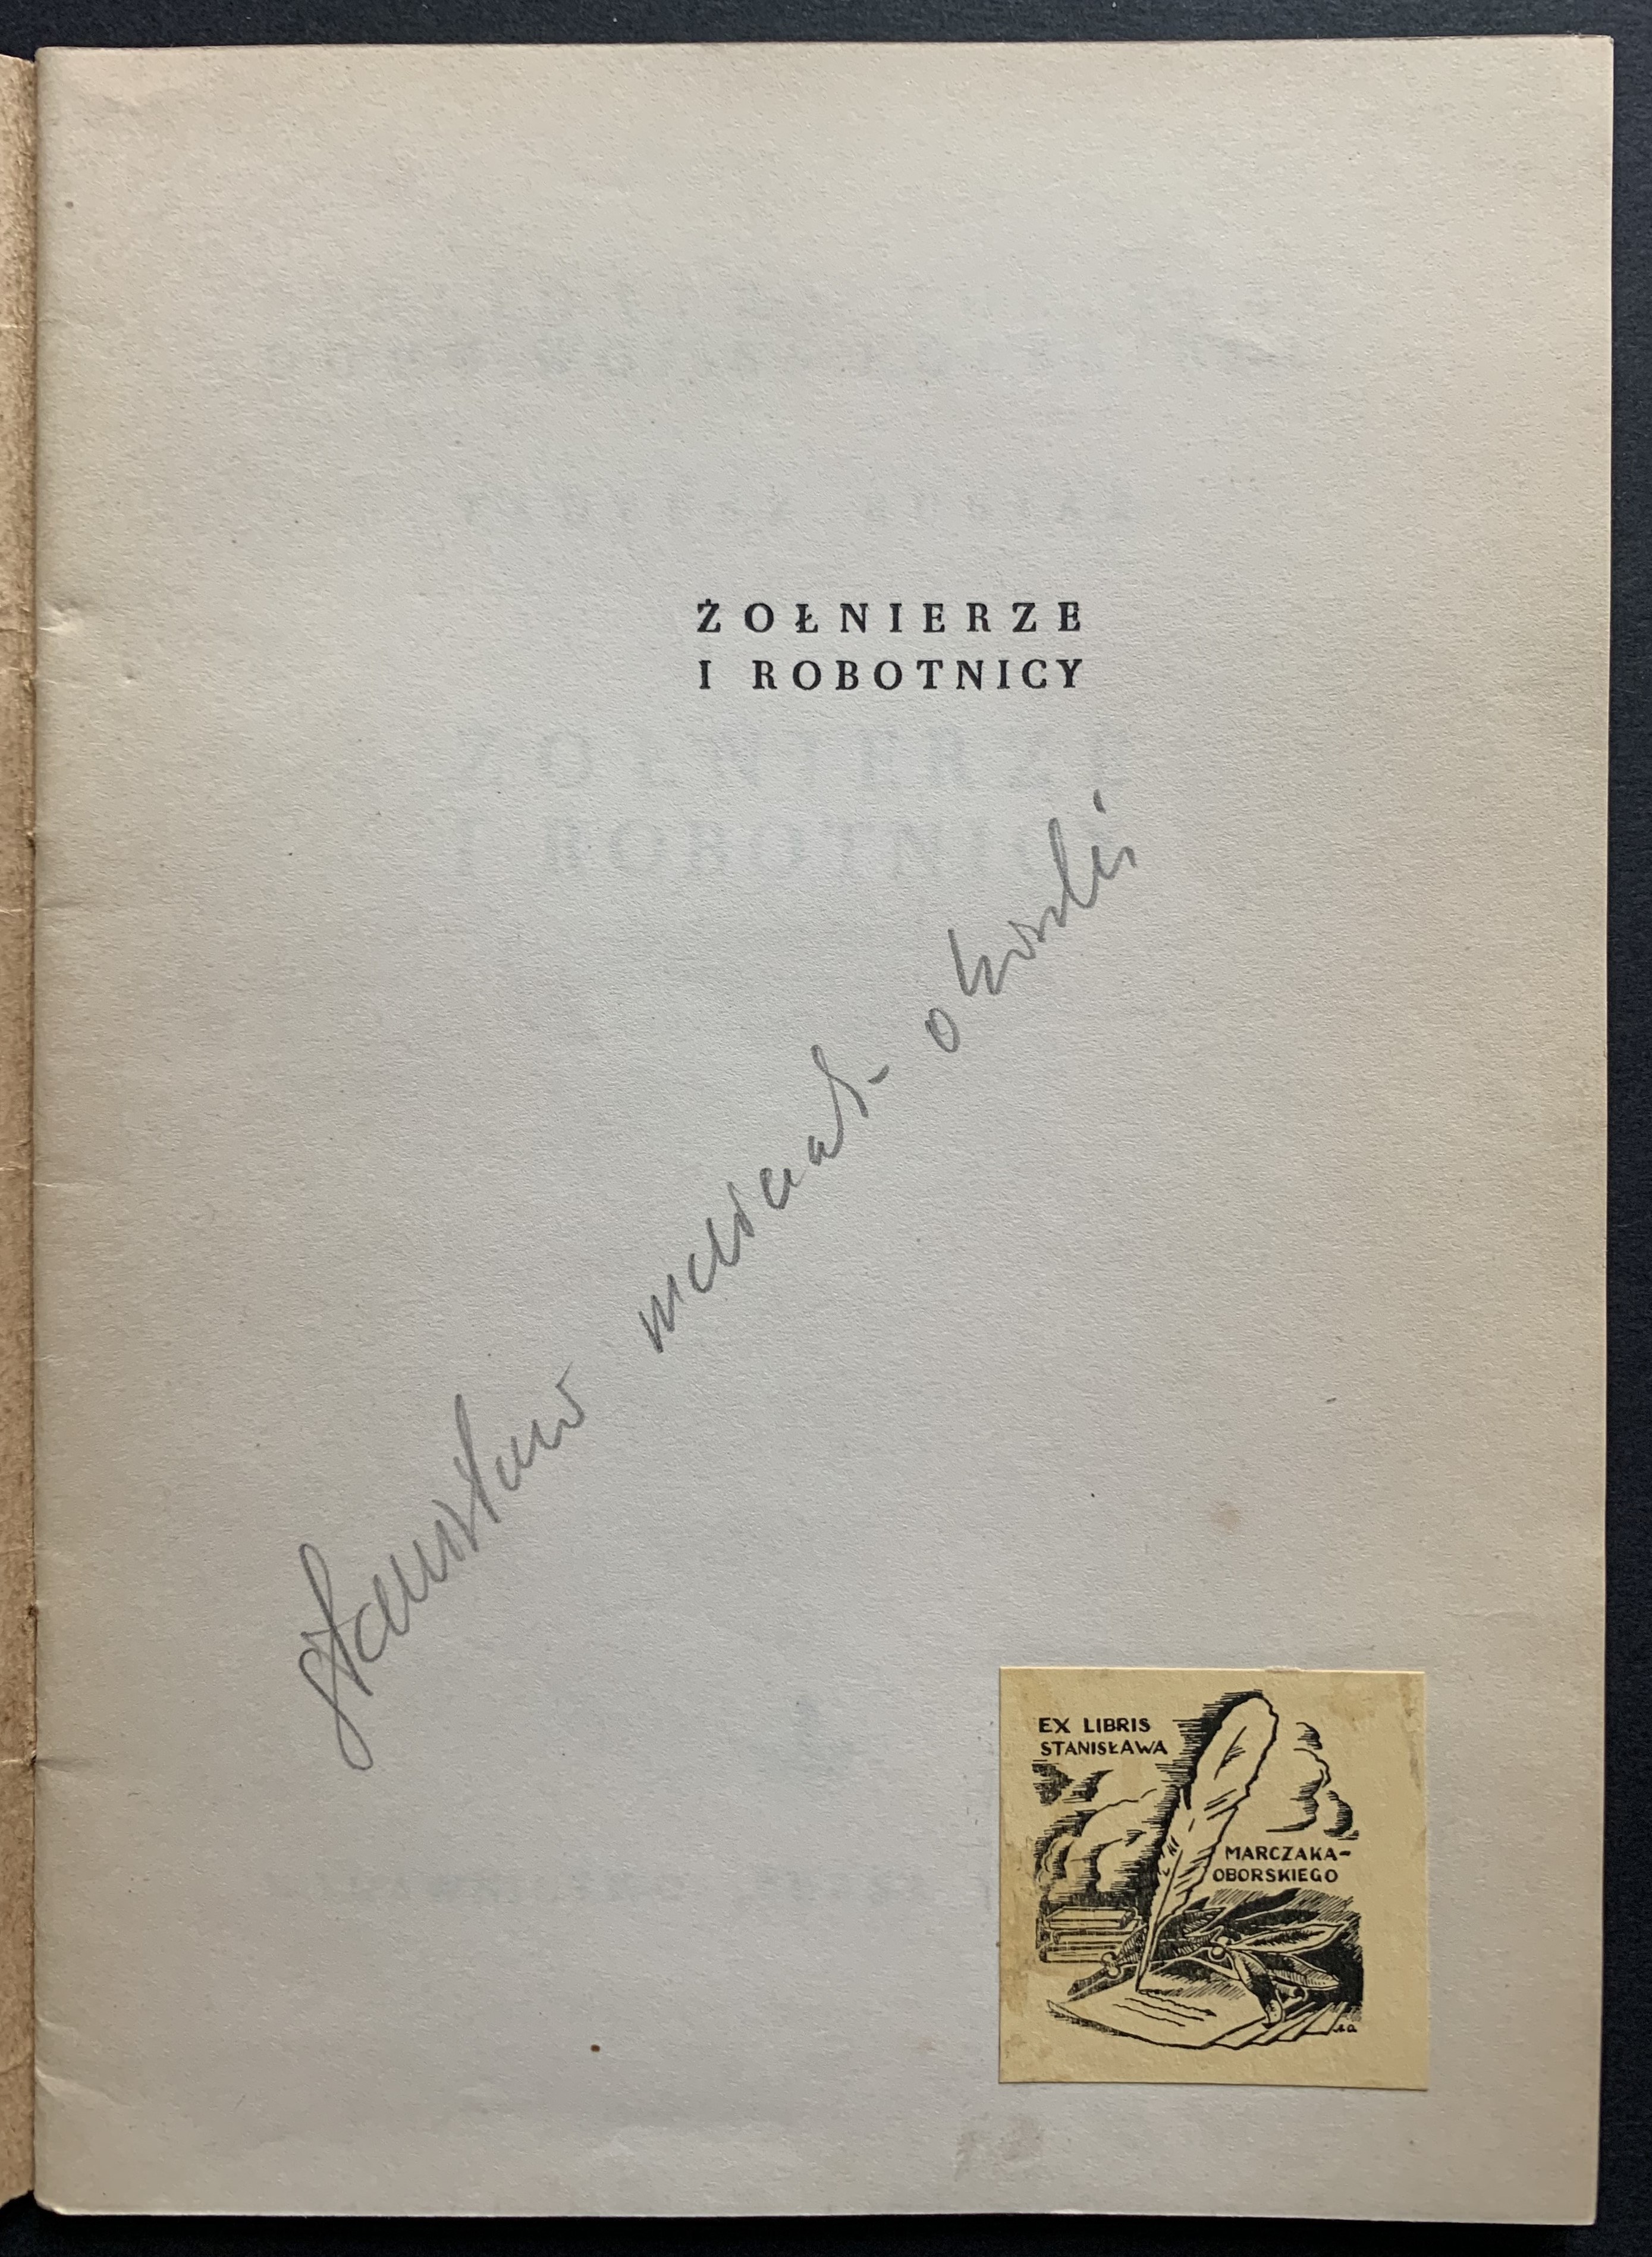 ŻOŁNIERZE
I ROBOTNICY
Stanisław Marczak-Oborski
EX LIBRIS
STANISŁAWA
MARCZAKA-
OBORSKIEGO